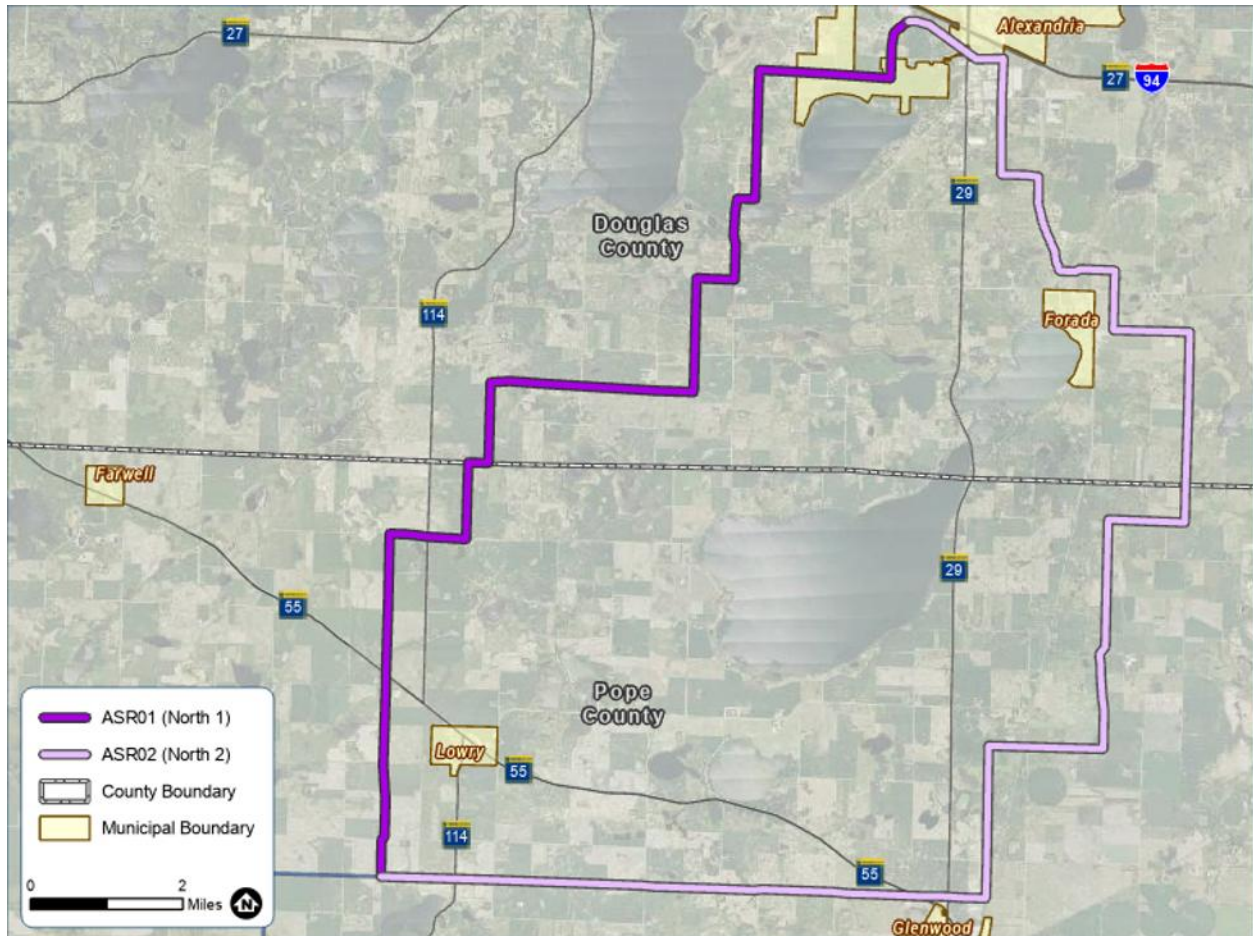 27
Alexandria
27
94
29
Douglas
County
114
Forada
Farwell
55
29
Pope
County
Lowry
55
114
55
Glenwood
ASR01 (North 1)
ASR02 (North 2)
County Boundary
Municipal Boundary
0 2
Miles N